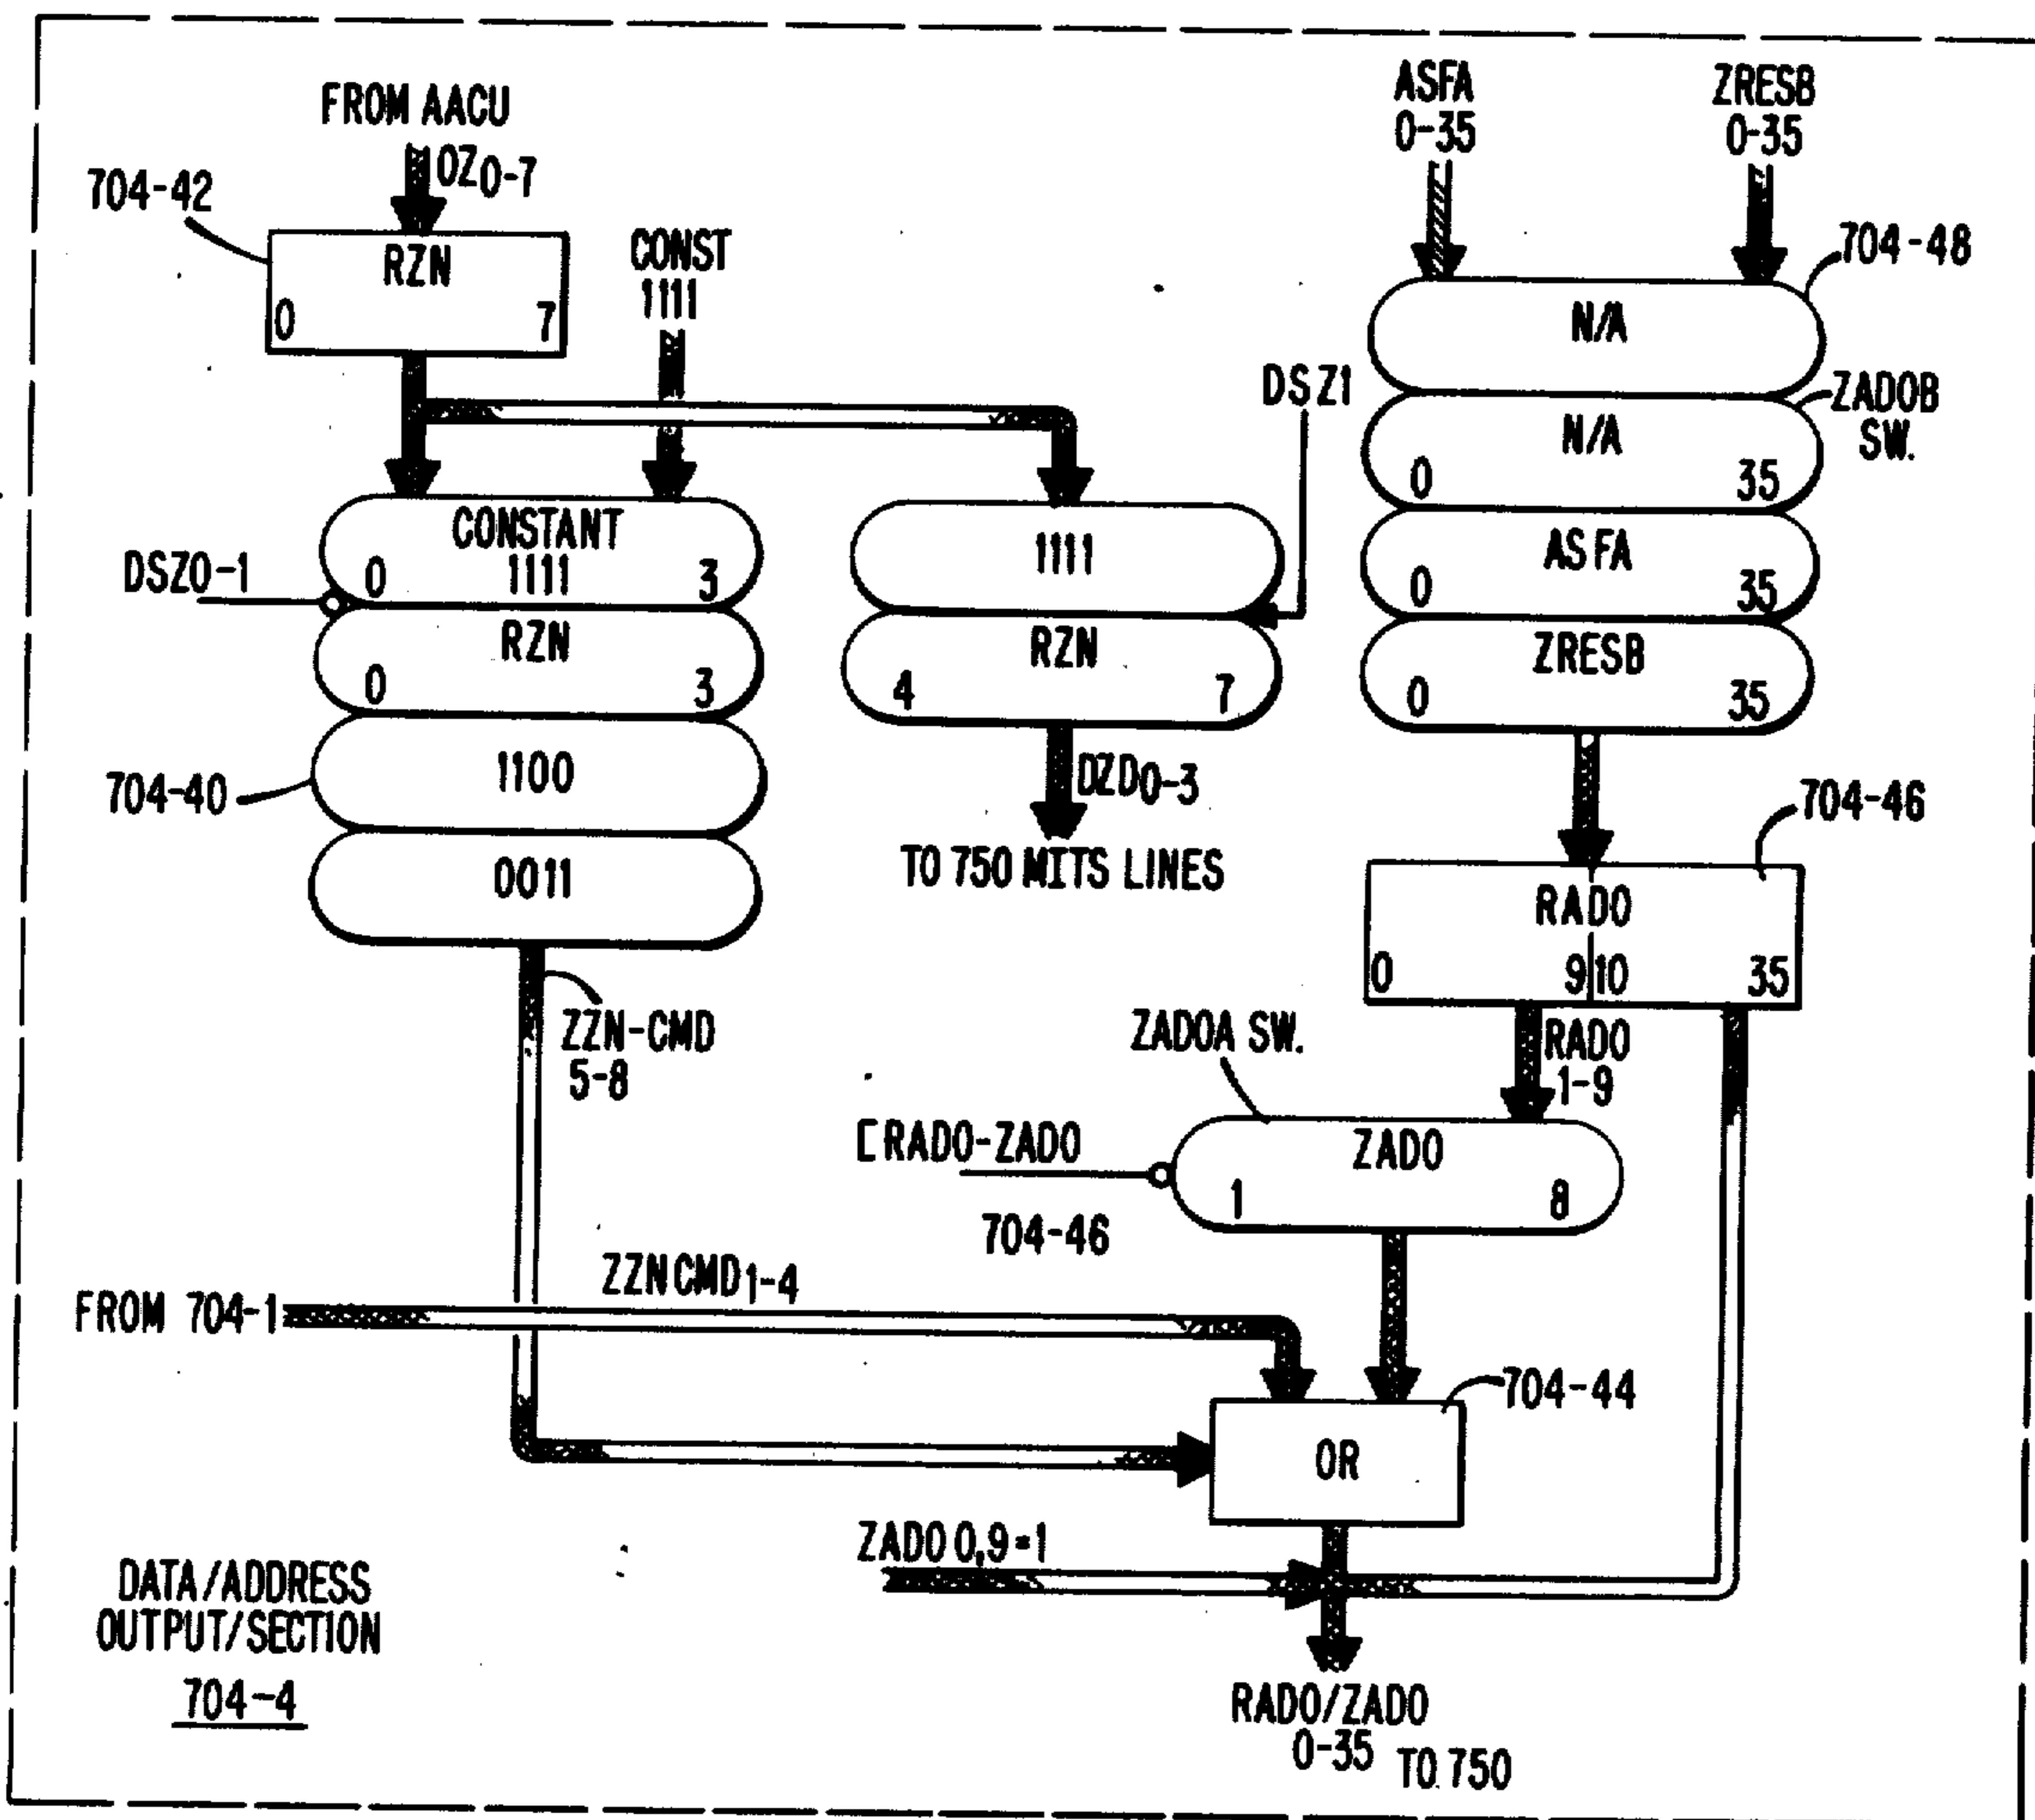 FROM AACU
OZ0-7
704-42
RZN
0 7
CONST
1111
ASFA
0-35
ZRESB
0-35
704-48
N/A
ZADOB
SW.
N/A
0 35
ASFA
0 35
ZRESB
0 35
DSZ1
DSZ0-1
CONSTANT
1111
0 3
RZN
0 3
1100
0011
704-40
1111
RZN
4 7
DZD0-3
TO 750 MITS LINES
704-46
RADO
0 9 10 35
RADO
1-9
ZADOA SW.
ZZN-CMD
5-8
[RADO-ZADO
ZADO
1 8
704-46
ZZNCMD1-4
FROM 704-1
704-44
OR
ZADO 0,9=1
DATA/ADDRESS
OUTPUT/SECTION
704-4
RADO/ZADO
0-35 TO 750